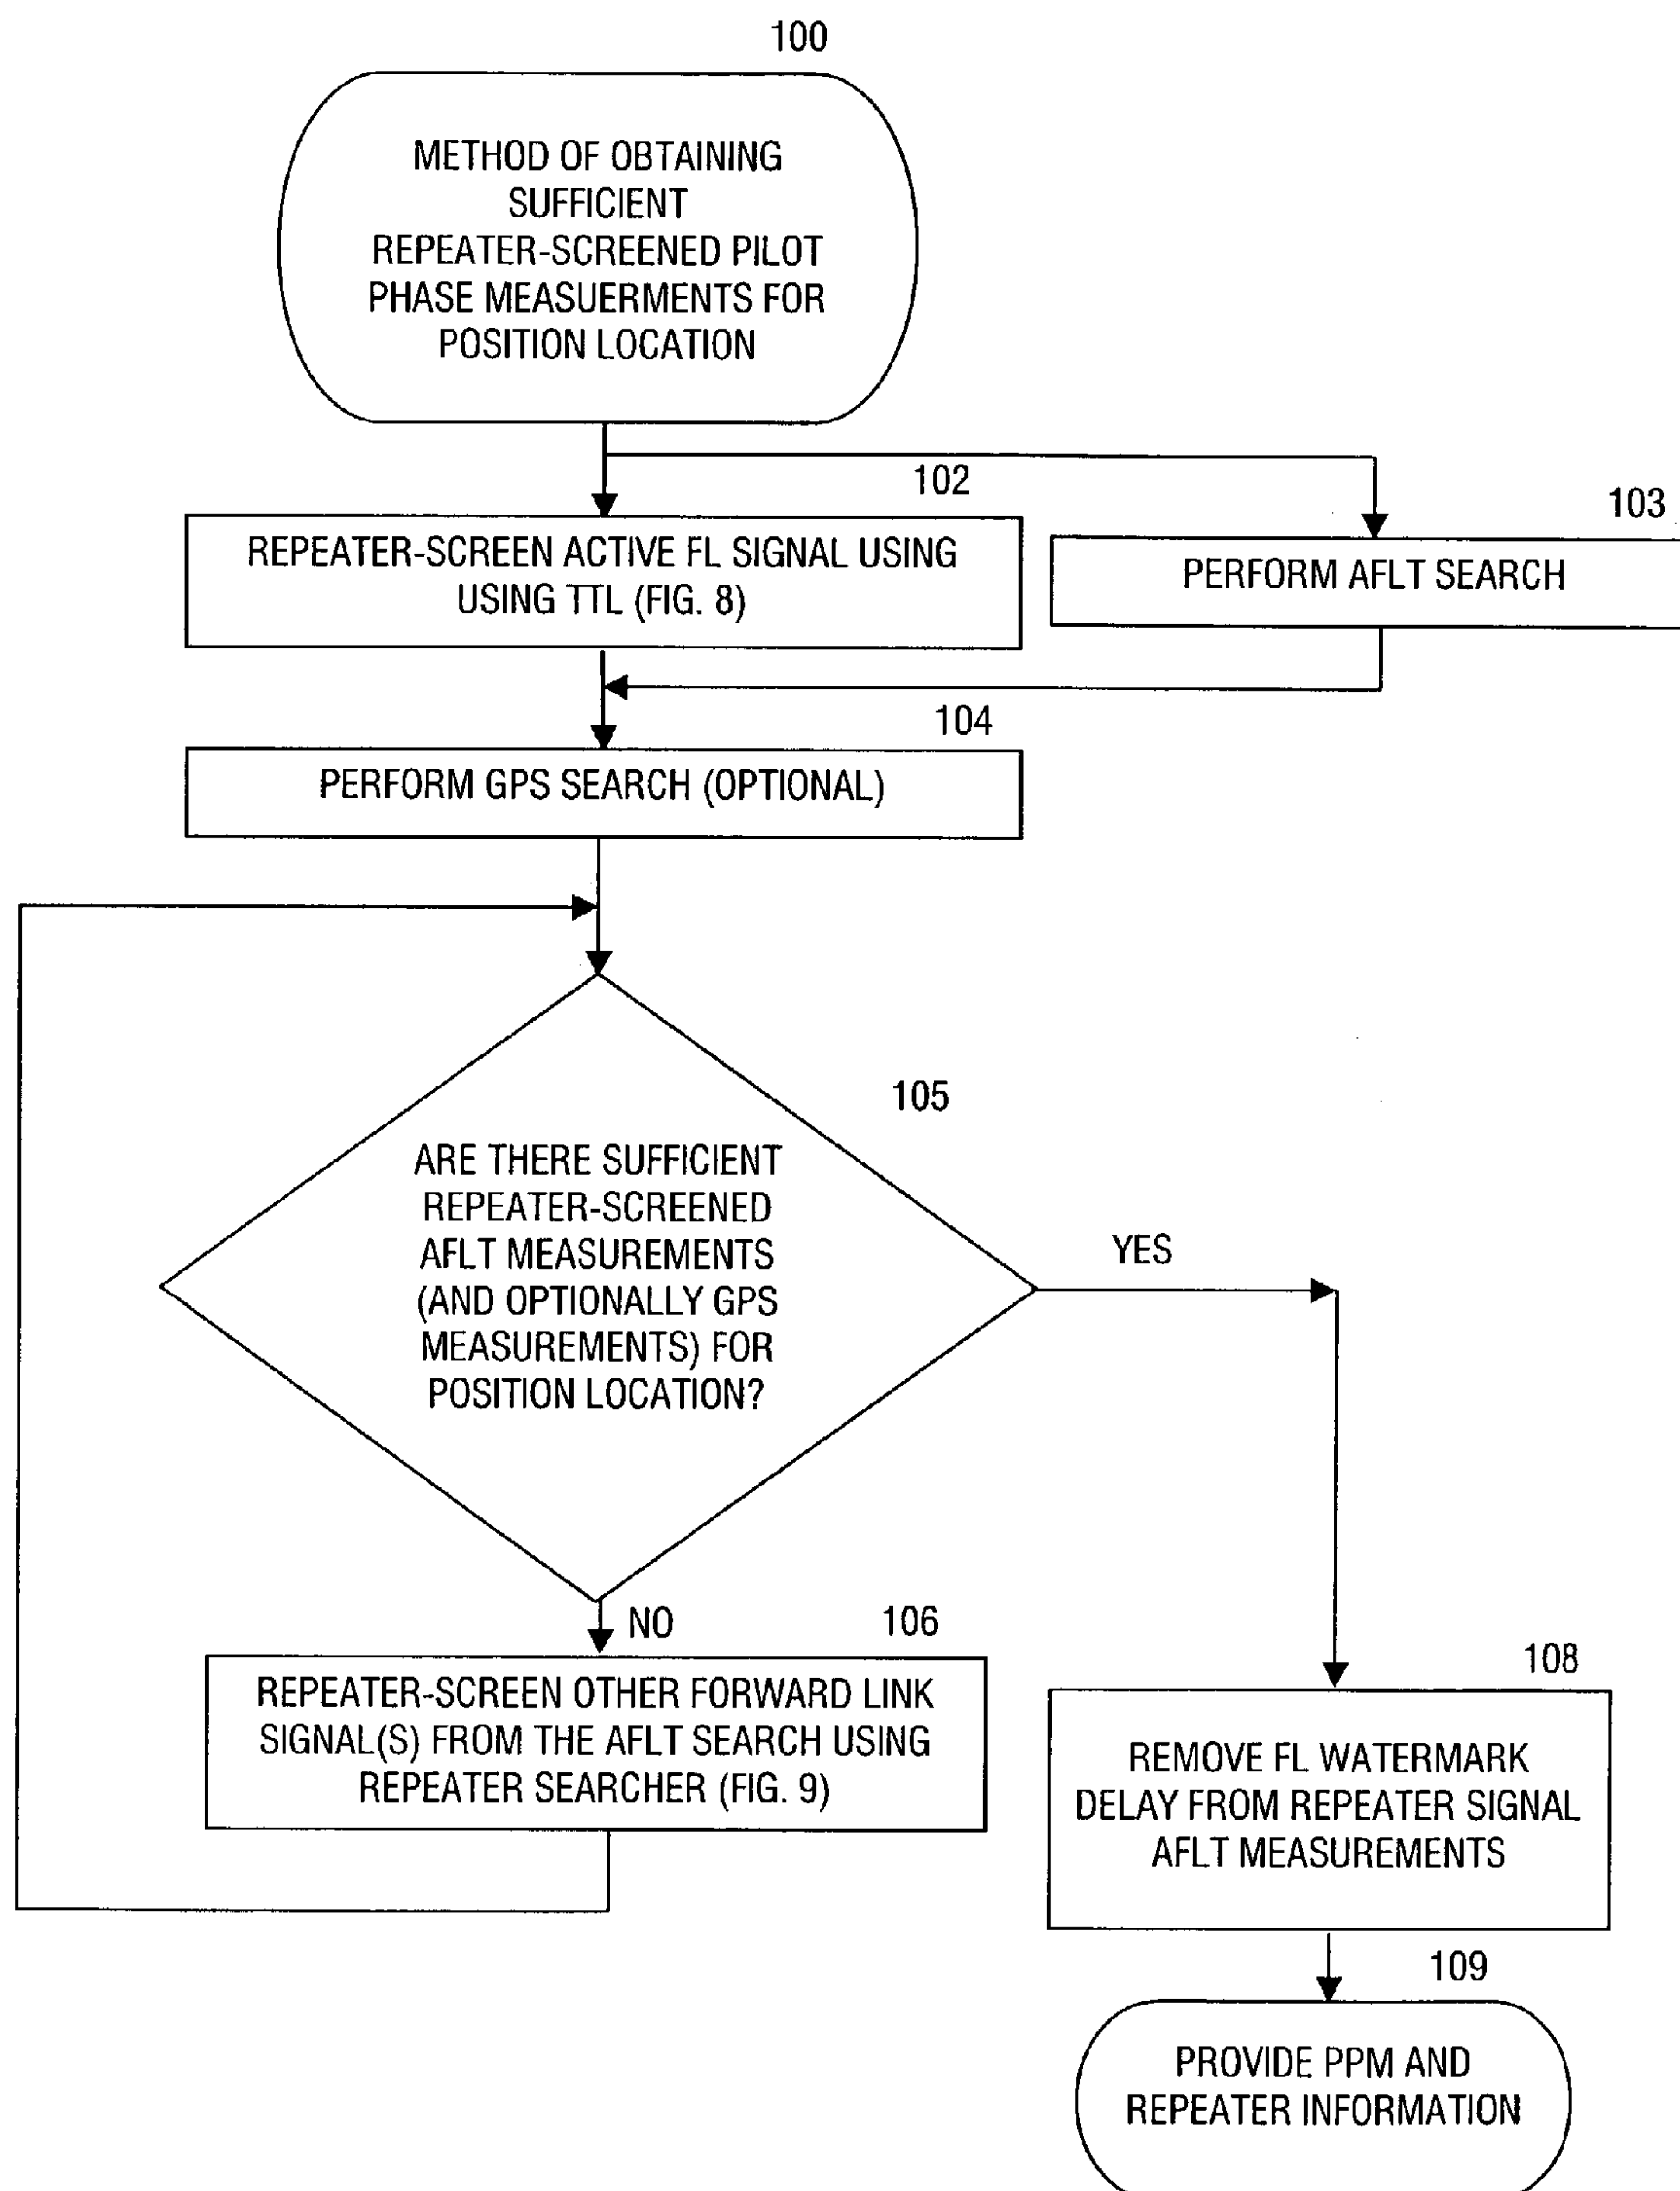 100
METHOD OF OBTAINING
SUFFICIENT
REPEATER-SCREENED PILOT
PHASE MEASUERMENTS FOR
POSITION LOCATION
102
REPEATER-SCREEN ACTIVE FL SIGNAL USING
USING TTL (FIG. 8)
103
PERFORM AFLT SEARCH
104
PERFORM GPS SEARCH (OPTIONAL)
105
ARE THERE SUFFICIENT
REPEATER-SCREENED
AFLT MEASUREMENTS
(AND OPTIONALLY GPS
MEASUREMENTS) FOR
POSITION LOCATION?
YES
NO
106
REPEATER-SCREEN OTHER FORWARD LINK
SIGNAL(S) FROM THE AFLT SEARCH USING
REPEATER SEARCHER (FIG. 9)
108
REMOVE FL WATERMARK
DELAY FROM REPEATER SIGNAL
AFLT MEASUREMENTS
109
PROVIDE PPM AND
REPEATER INFORMATION